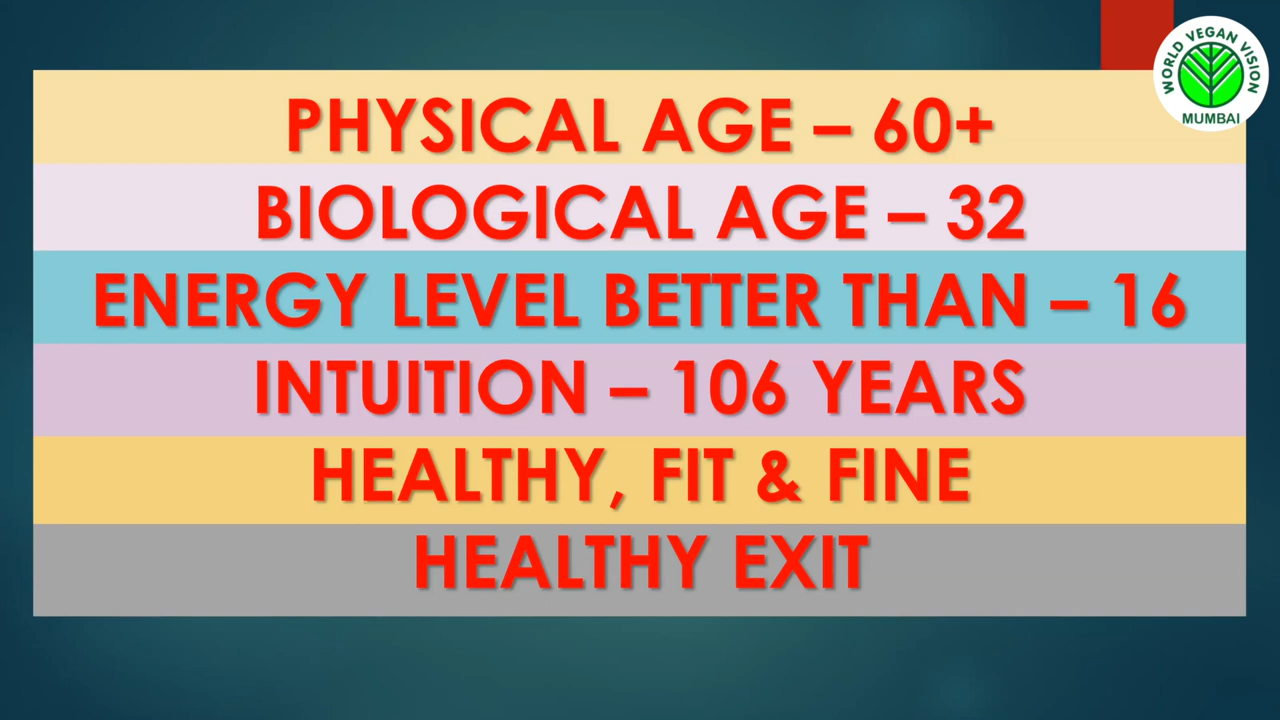 WORLD VEGAN VISION
MUMBAI
PHYSICAL AGE – 60+
BIOLOGICAL AGE – 32
ENERGY LEVEL BETTER THAN – 16
INTUITION – 106 YEARS
HEALTHY, FIT & FINE
HEALTHY EXIT